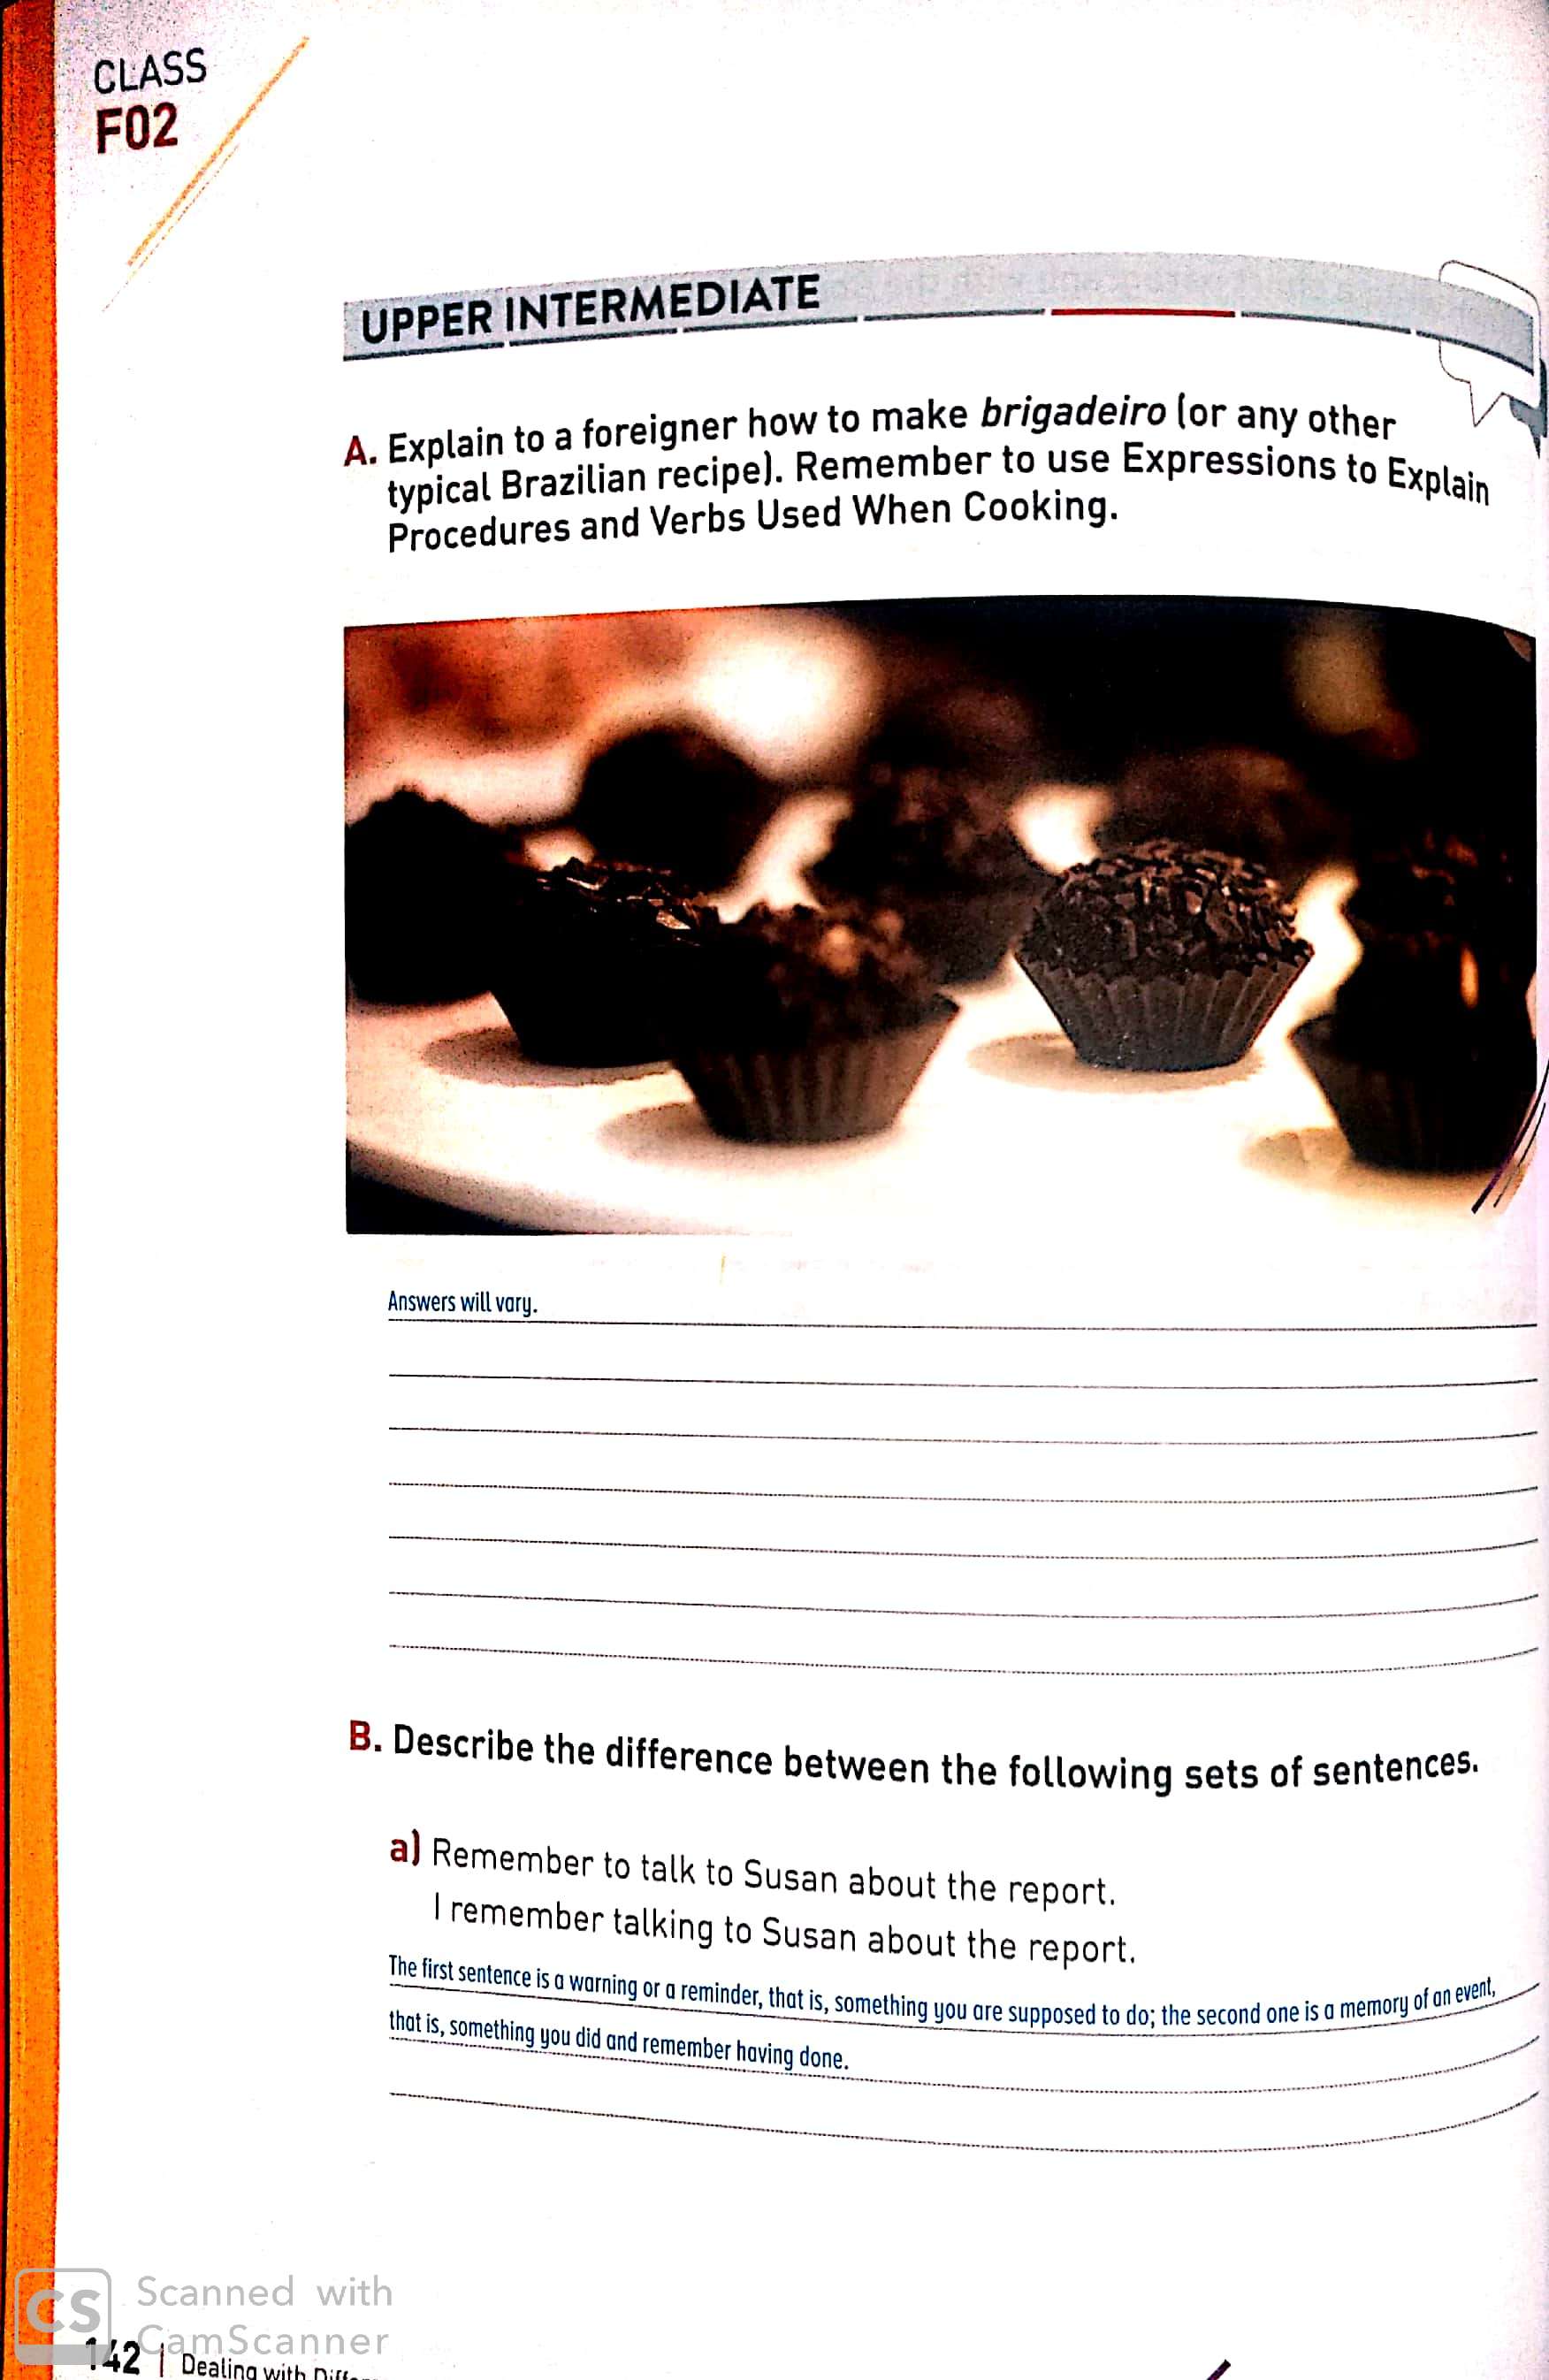 CLASS
F02
UPPER INTERMEDIATE
A. Explain to a foreigner how to make brigadeiro (or any other
typical Brazilian recipe). Remember to use Expressions to Explain
Procedures and Verbs Used When Cooking.
Answers will vary.
B. Describe the difference between the following sets of sentences.
a) Remember to talk to Susan about the report.
I remember talking to Susan about the report.
The first sentence is a warning or a reminder, that is, something you are supposed to do; the second one is a memory of an event,
that is, something you did and remember having done.
CS Scanned with
CamScanner
142 | Dealing with